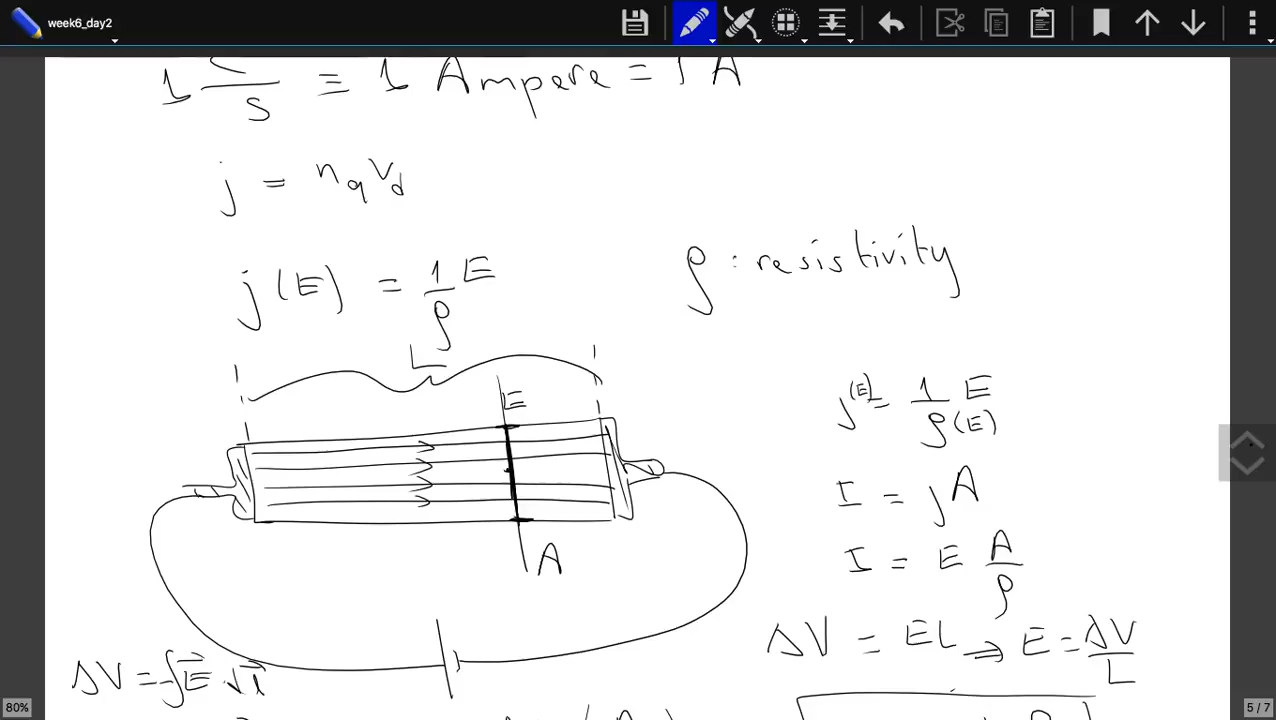 week6_day2
1 C/s ≡ 1 Ampere = 1 A
j = n q v_d
j(E) = 1/ρ E
ρ : resistivity
L
E
j(E) = 1/ρ(E) E
I = jA
I = E A/ρ
A
ΔV = EL ⇒ E = ΔV/L
ΔV = -∫E⃗ · dl⃗
80%
5 / 7